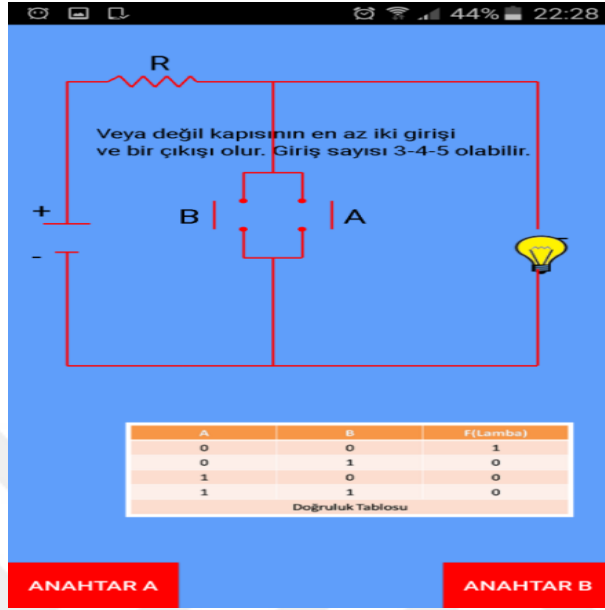 44% 22:28
R
Veya değil kapısının en az iki girişi
ve bir çıkışı olur. Giriş sayısı 3-4-5 olabilir.
+
B A
-
A B F(Lamba)
0 0 1
0 1 0
1 0 0
1 1 0
Doğruluk Tablosu
ANAHTAR A ANAHTAR B